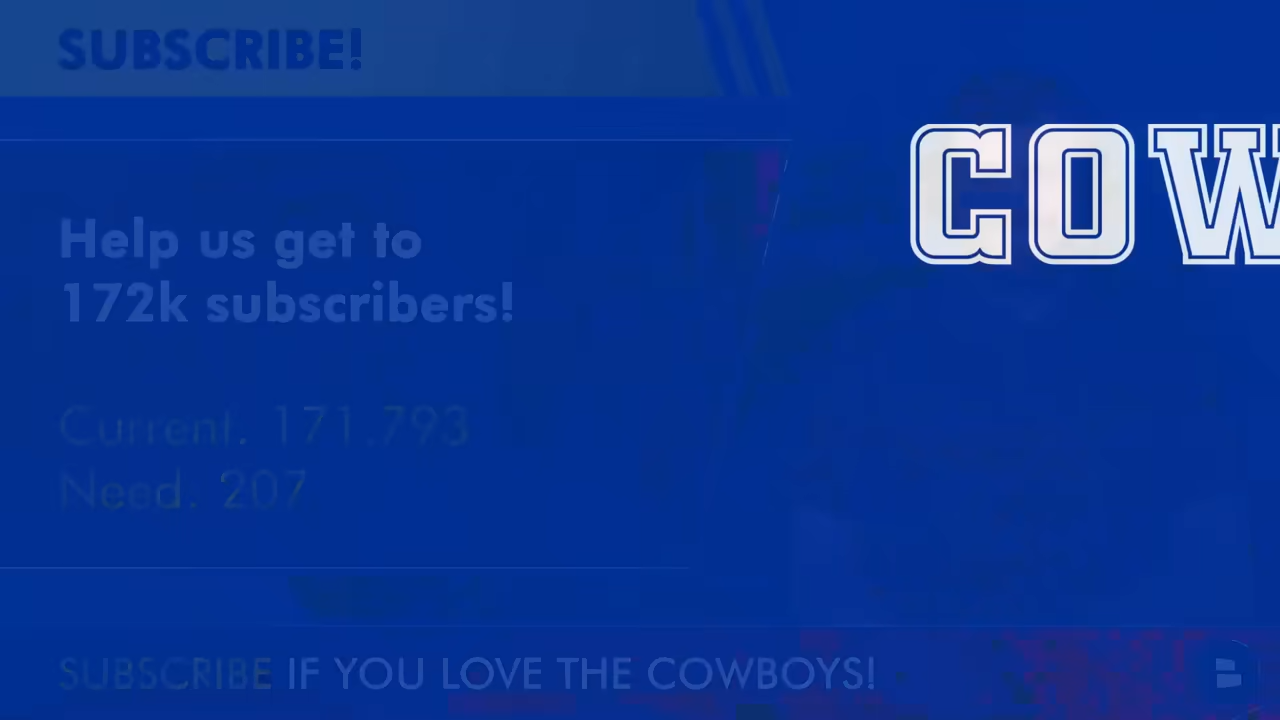 SUBSCRIBE!
COW
Help us get to
172k subscribers!
Current. 171,793
Need. 207
SUBSCRIBE IF YOU LOVE THE COWBOYS!